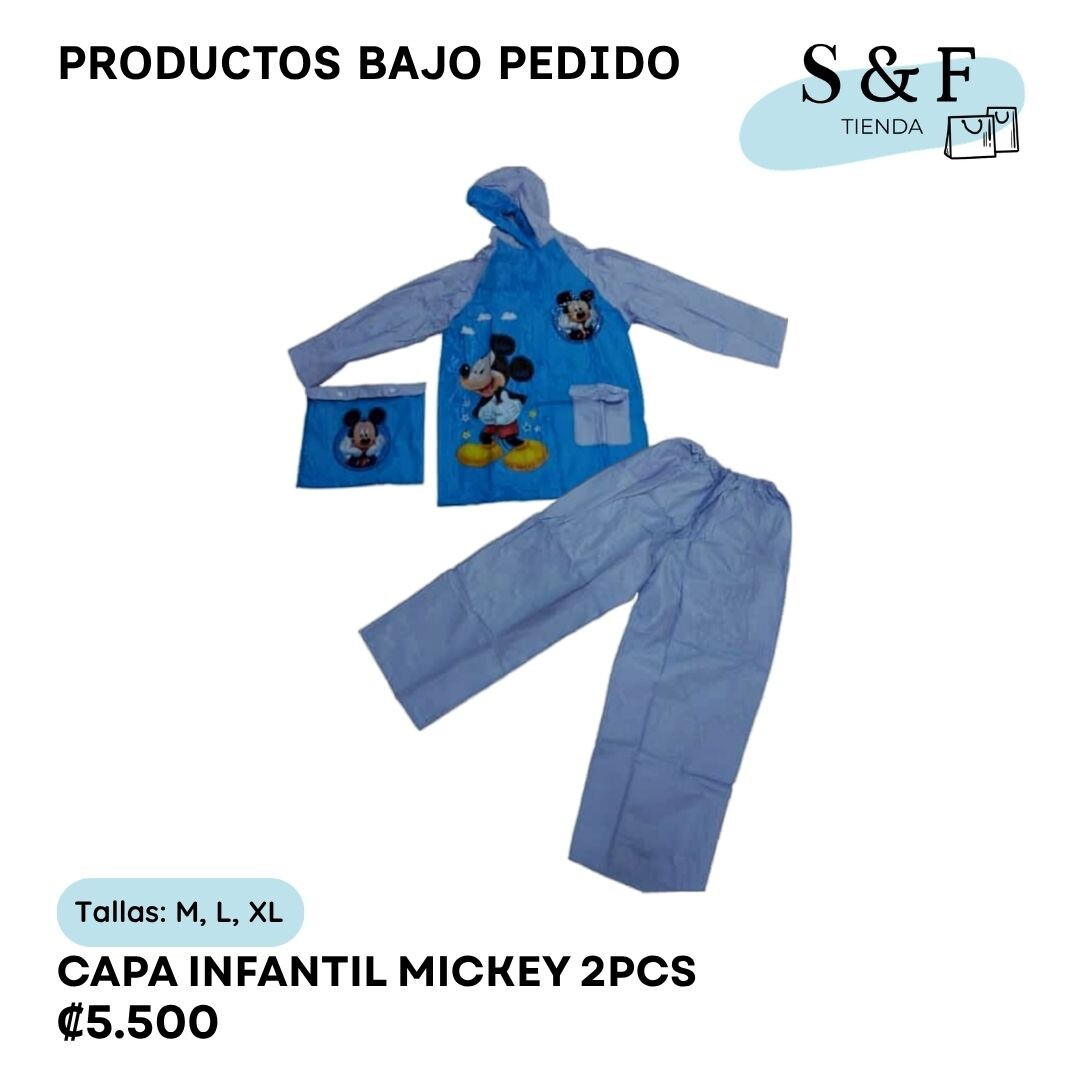 PRODUCTOS BAJO PEDIDO
S & F
TIENDA
Tallas: M, L, XL
CAPA INFANTIL MICKEY 2PCS
₡5.500